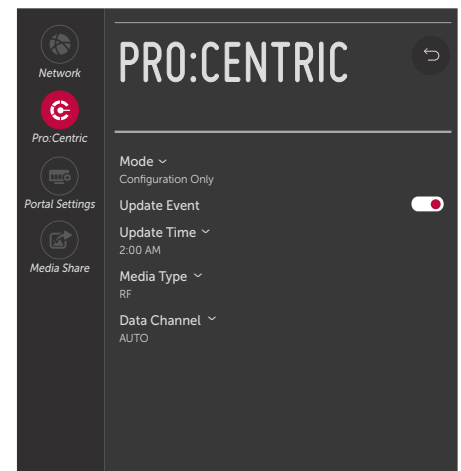 Network
Pro:Centric
Portal Settings
Media Share
PRO:CENTRIC
Mode
Configuration Only
Update Event
Update Time
2:00 AM
Media Type
RF
Data Channel
AUTO